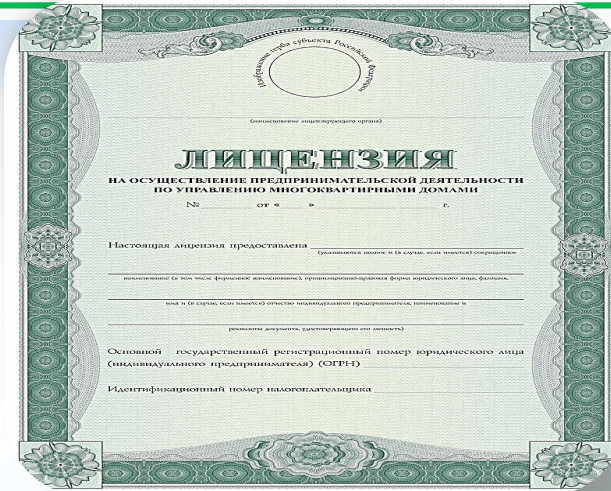 Изображение герба субъекта Российской Федерации
(наименование лицензирующего органа)
ЛИЦЕНЗИЯ
НА ОСУЩЕСТВЛЕНИЕ ПРЕДПРИНИМАТЕЛЬСКОЙ ДЕЯТЕЛЬНОСТИ
ПО УПРАВЛЕНИЮ МНОГОКВАРТИРНЫМИ ДОМАМИ
№ от « » г.
Настоящая лицензия предоставлена
(указываются полное и (в случае, если имеется) сокращенное
наименование (в том числе фирменное наименование), организационно-правовая форма юридического лица, фамилия,
имя и (в случае, если имеется) отчество индивидуального предпринимателя, наименование и
реквизиты документа, удостоверяющего его личность)
Основной государственный регистрационный номер юридического лица
(индивидуального предпринимателя) (ОГРН)
Идентификационный номер налогоплательщика